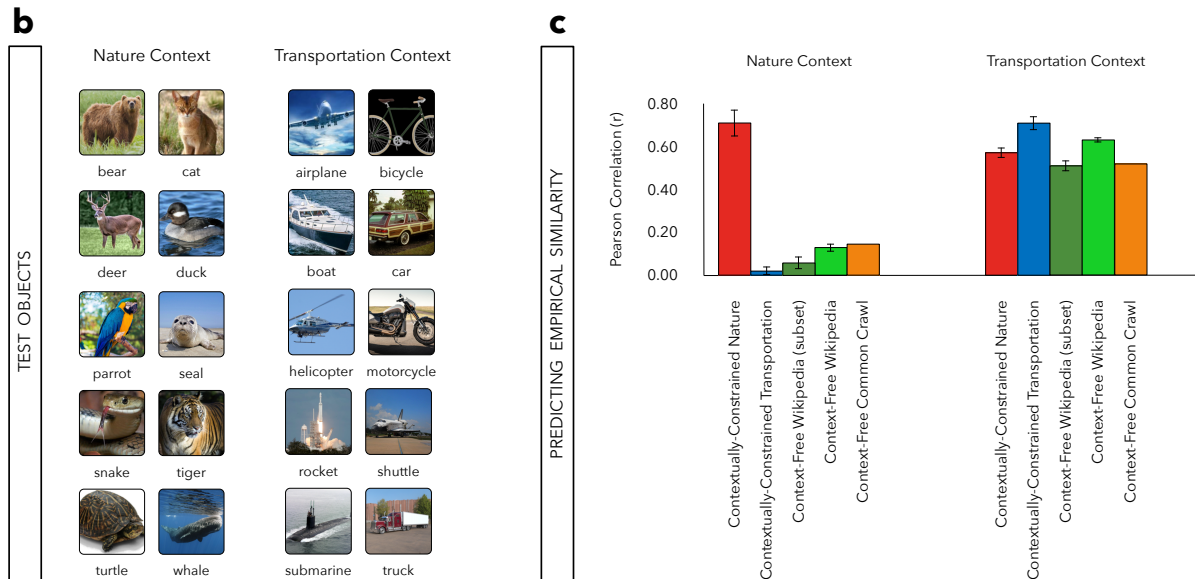 b
TEST OBJECTS
Nature Context
Transportation Context
bear
cat
airplane
bicycle
deer
duck
boat
car
parrot
seal
helicopter
motorcycle
snake
tiger
rocket
shuttle
turtle
whale
submarine
truck
c
PREDICTING EMPIRICAL SIMILARITY
Nature Context
Transportation Context
Pearson Correlation (r)
0.80
0.60
0.40
0.20
0.00
Contextually-Constrained Nature
Contextually-Constrained Transportation
Context-Free Wikipedia (subset)
Context-Free Wikipedia
Context-Free Common Crawl
Contextually-Constrained Nature
Contextually-Constrained Transportation
Context-Free Wikipedia (subset)
Context-Free Wikipedia
Context-Free Common Crawl